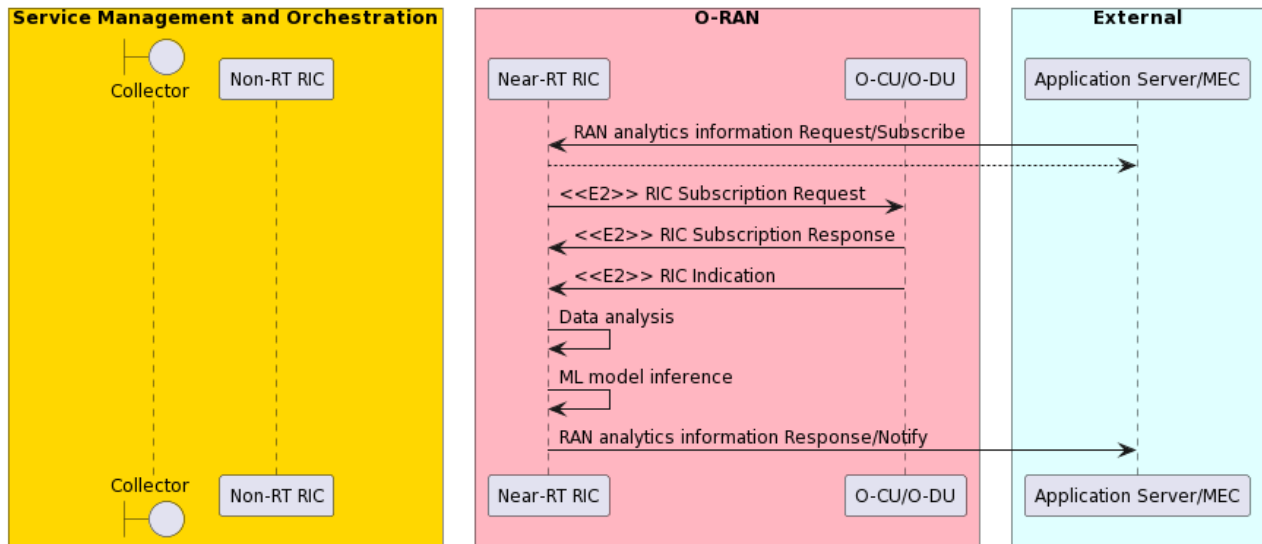 Service Management and Orchestration
O-RAN
External
Collector
Non-RT RIC
Near-RT RIC
O-CU/O-DU
Application Server/MEC
RAN analytics information Request/Subscribe
<<E2>> RIC Subscription Request
<<E2>> RIC Subscription Response
<<E2>> RIC Indication
Data analysis
ML model inference
RAN analytics information Response/Notify
Collector
Non-RT RIC
Near-RT RIC
O-CU/O-DU
Application Server/MEC